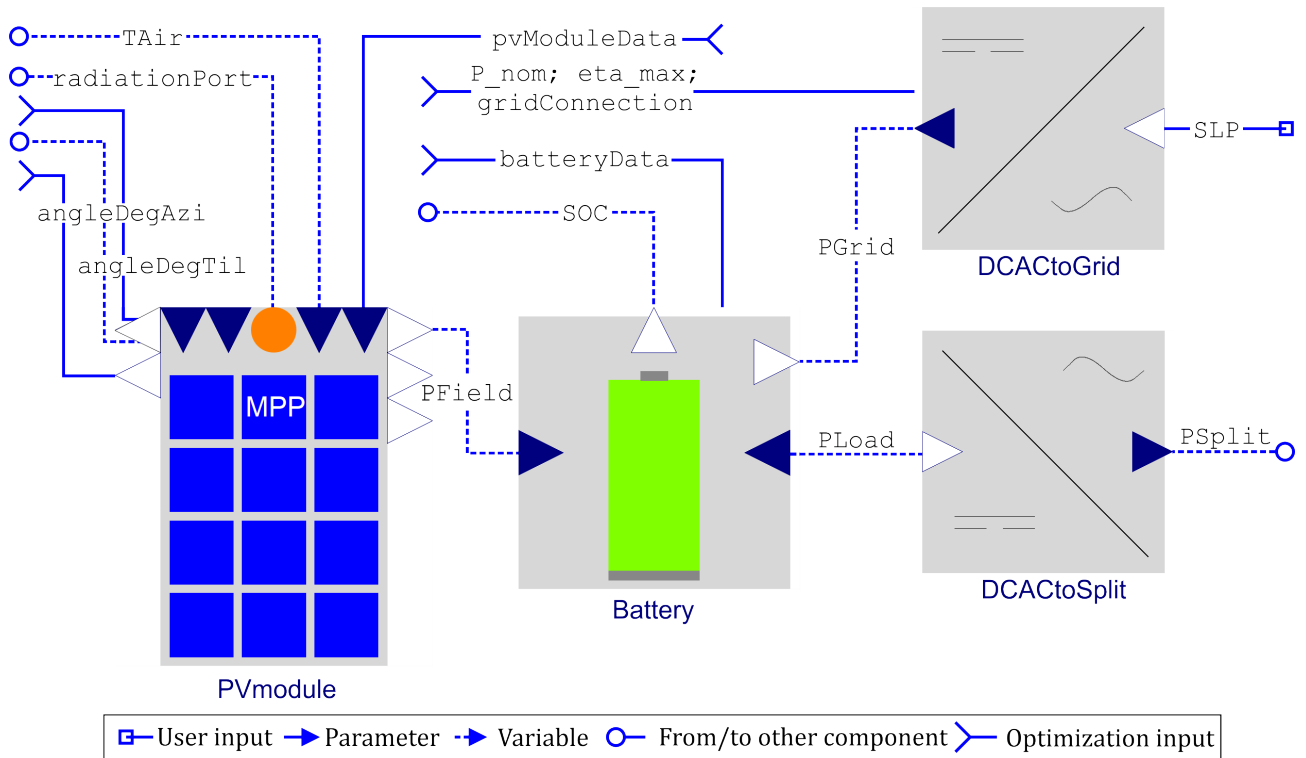 TAir
pvModuleData
radiationPort
P_nom; eta_max;
gridConnection
SLP
batteryData
angleDegAzi
SOC
PGrid
angleDegTil
DCACtoGrid
MPP
PField
PLoad
PSplit
DCACtoSplit
Battery
PVmodule
User input Parameter Variable From/to other component Optimization input